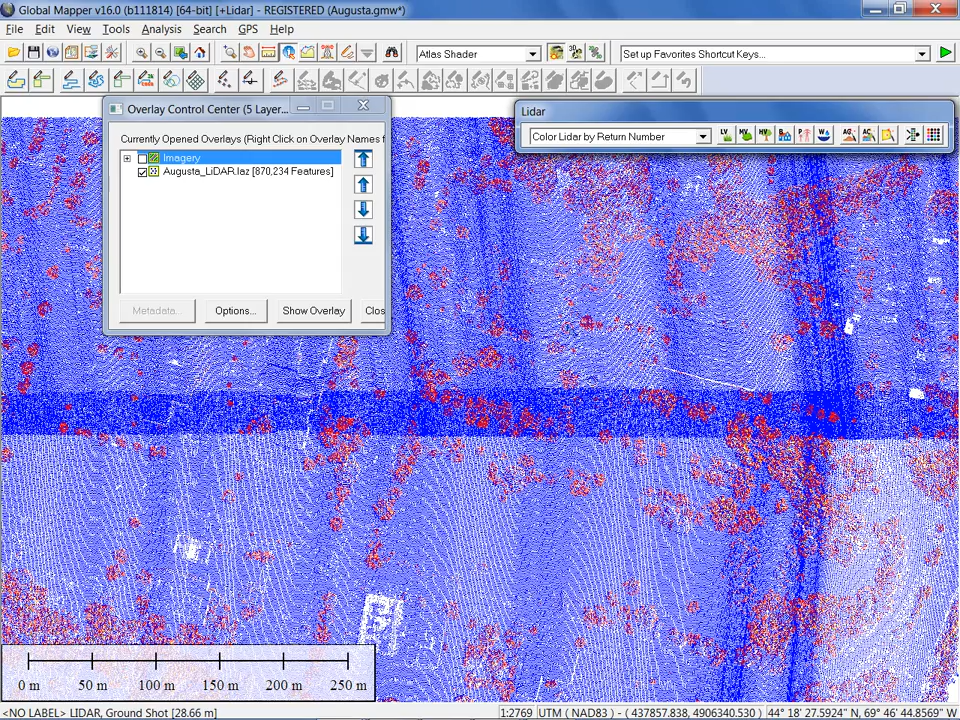 Global Mapper v16.0 (b111814) [64-bit] [+Lidar] - REGISTERED (Augusta.gmw*)
File Edit View Tools Analysis Search GPS Help
Atlas Shader
Set up Favorites Shortcut Keys...
Overlay Control Center (5 Layer...
Currently Opened Overlays (Right Click on Overlay Names f
Imagery
Augusta_LiDAR.laz [870,234 Features]
Metadata... Options... Show Overlay Clos
Lidar
Color Lidar by Return Number
0 m 50 m 100 m 150 m 200 m 250 m
<NO LABEL> LIDAR, Ground Shot [28.66 m]
1:2769 UTM ( NAD83 ) - ( 437857.838, 4906340.530 ) 44° 18' 27.5924" N, 69° 46' 44.8569" W